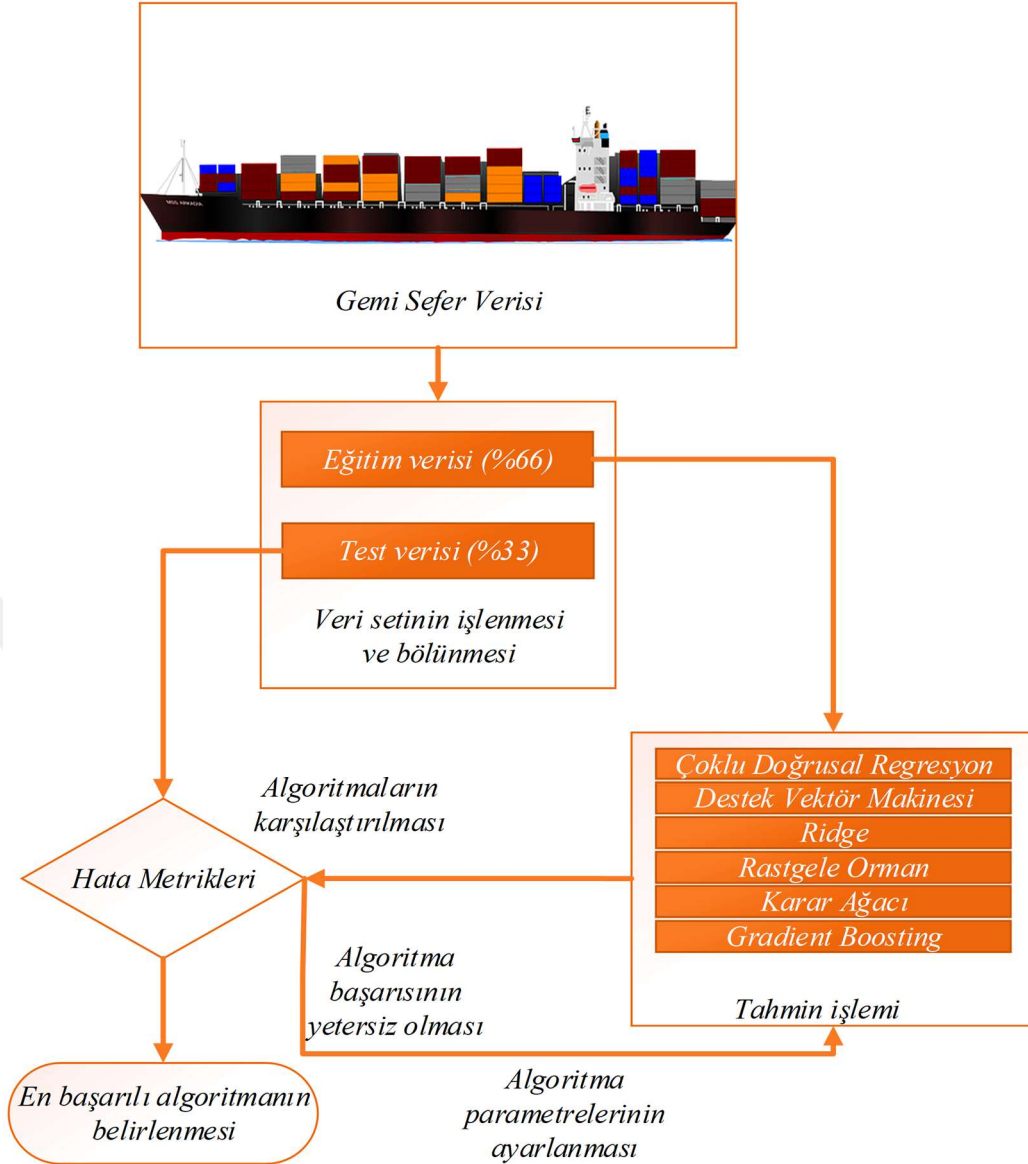 MSS ARKADIA
Gemi Sefer Verisi
Eğitim verisi (%66)
Test verisi (%33)
Veri setinin işlenmesi
ve bölünmesi
Çoklu Doğrusal Regresyon
Destek Vektör Makinesi
Ridge
Rastgele Orman
Karar Ağacı
Gradient Boosting
Tahmin işlemi
Algoritmaların
karşılaştırılması
Hata Metrikleri
Algoritma
başarısının
yetersiz olması
Algoritma
parametrelerinin
ayarlanması
En başarılı algoritmanın
belirlenmesi